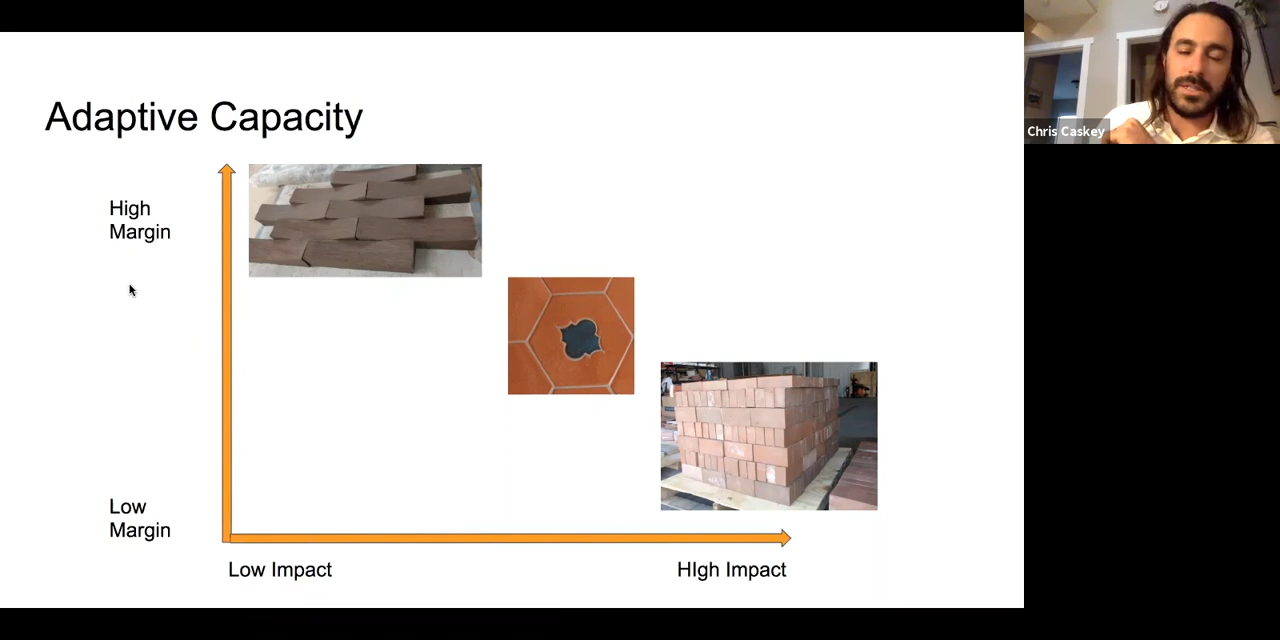 Adaptive Capacity
High
Margin
Low
Margin
Low Impact
HIgh Impact
Chris Caskey